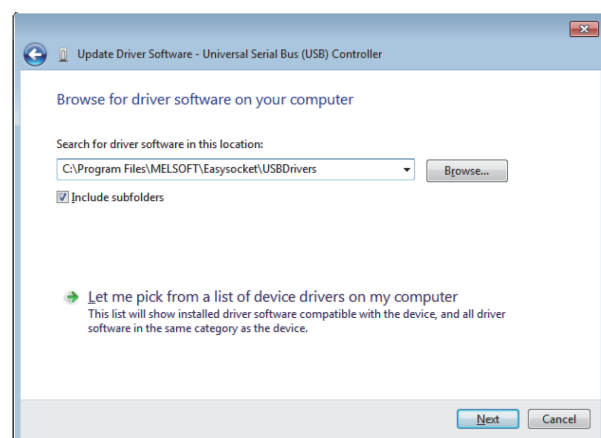 Update Driver Software - Universal Serial Bus (USB) Controller
Browse for driver software on your computer
Search for driver software in this location:
C:\Program Files\MELSOFT\Easysocket\USBDrivers
Browse...
Include subfolders
Let me pick from a list of device drivers on my computer
This list will show installed driver software compatible with the device, and all driver
software in the same category as the device.
Next
Cancel